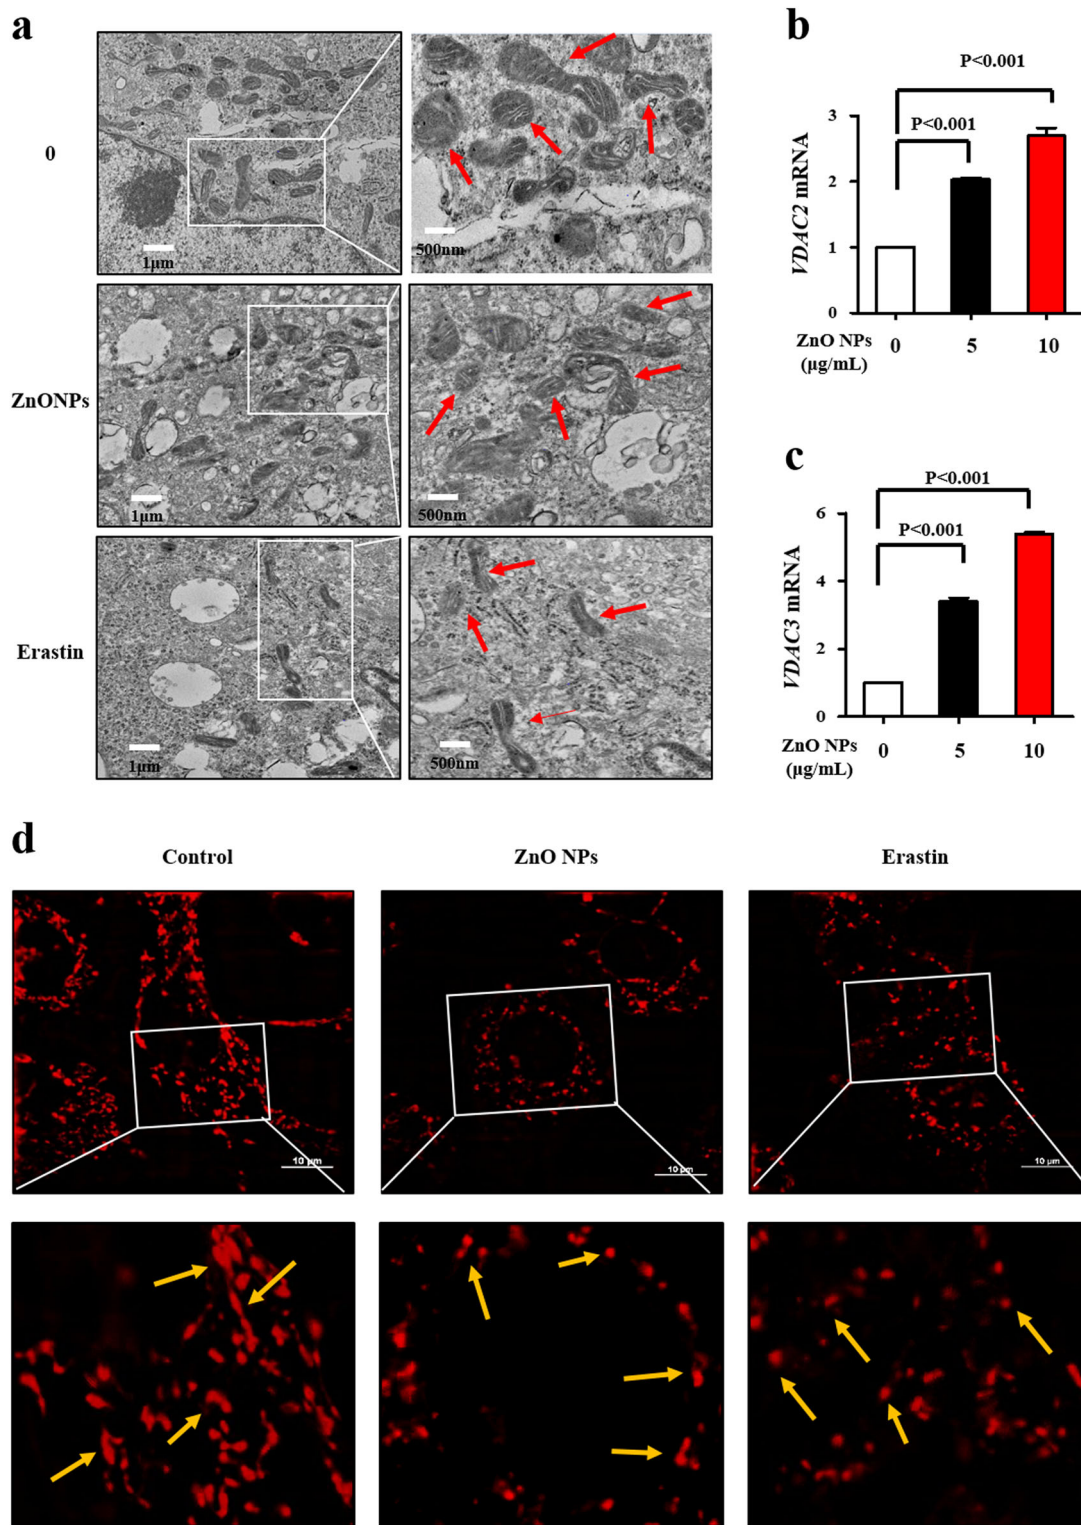 a
0
1μm
500nm
ZnONPs
1μm
500nm
Erastin
1μm
500nm
b
P<0.001
P<0.001
3
2
1
0
VDAC2 mRNA
ZnO NPs
(μg/mL)
0 5 10
c
P<0.001
P<0.001
6
4
2
0
VDAC3 mRNA
ZnO NPs
(μg/mL)
0 5 10
d
Control ZnO NPs Erastin
10 μm 10 μm 10 μm